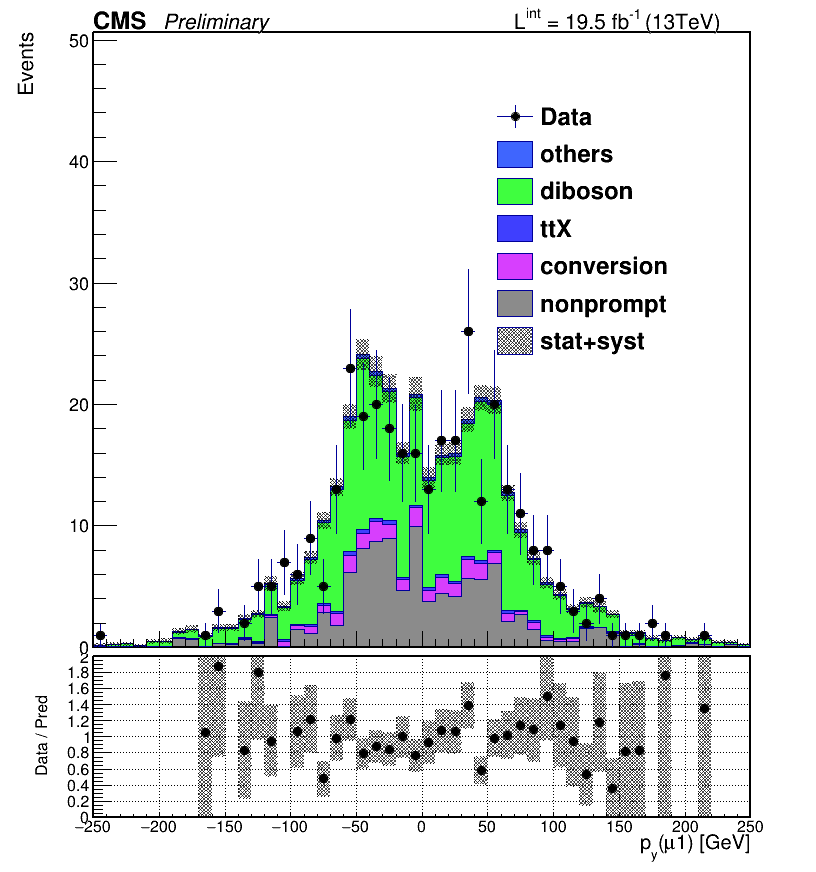 CMS Preliminary L^int = 19.5 fb^-1 (13TeV)
Events
50
40
30
20
10
0
Data
others
diboson
ttX
conversion
nonprompt
stat+syst
Data / Pred
2
1.8
1.6
1.4
1.2
1
0.8
0.6
0.4
0.2
0
−250 −200 −150 −100 −50 0 50 100 150 200 250
p_y(μ1) [GeV]